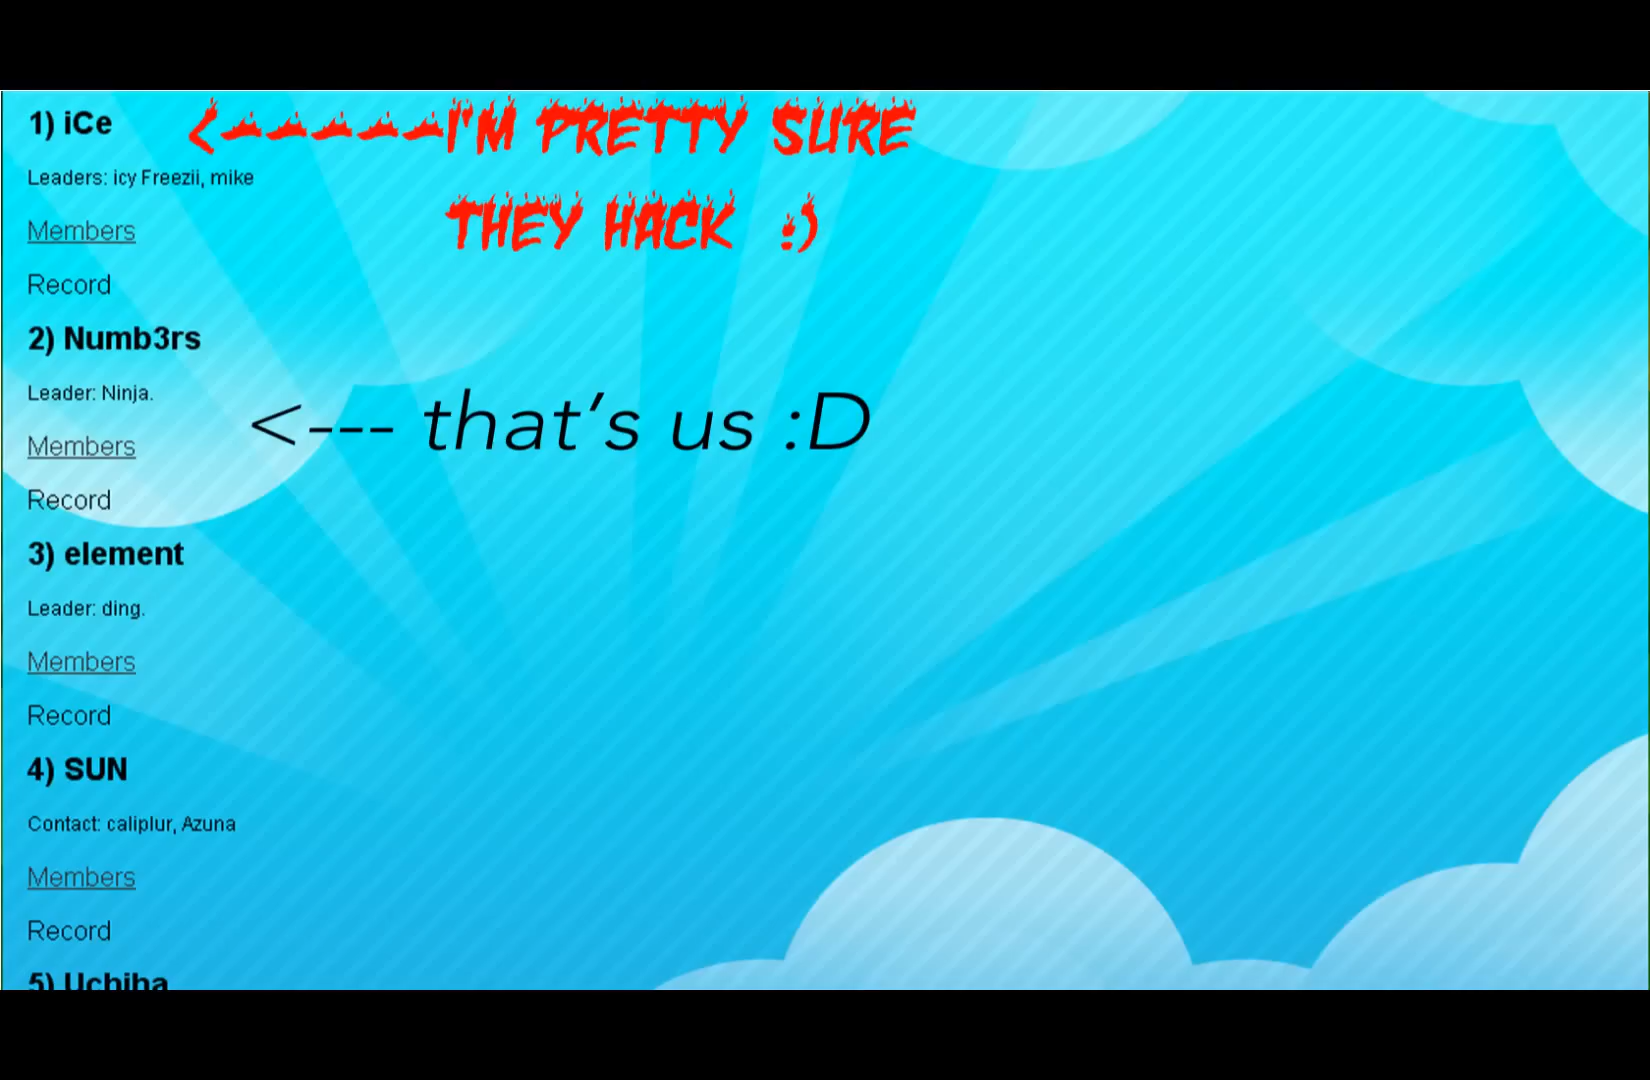 1) iCe <-----I'M PRETTY SURE
Leaders: icy Freezii, mike
THEY HACK :)
Members
Record
2) Numb3rs
Leader: Ninja.
<--- that's us :D
Members
Record
3) element
Leader: ding.
Members
Record
4) SUN
Contact: caliplur, Azuna
Members
Record
5) Uchiha